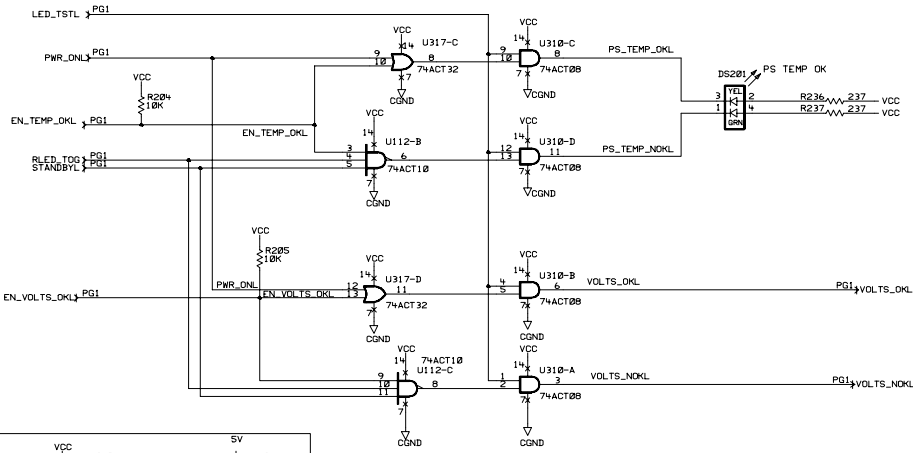 LED_TSTL PG1
VCC
14
U317-C
9
10
8
74ACT32
7
CGND
VCC
14
U310-C
9
10
8
74ACT08
7
CGND
PS_TEMP_OKL
PWR_ONL PG1
VCC
R204
10K
EN_TEMP_OKL PG1
EN_TEMP_OKL
DS201
PS TEMP OK
YEL
3 2
1 4
GRN
R236 237 VCC
R237 237 VCC
VCC
14
U112-B
3
4
5
6
74ACT10
7
CGND
VCC
14
U310-D
12
13
11
74ACT08
7
CGND
PS_TEMP_NOKL
RLED_TOG PG1
STANDBYL PG1
VCC
R205
10K
PWR_ONL
EN_VOLTS_OKL PG1
EN_VOLTS_OKL
VCC
14
U317-D
12
13
11
74ACT32
7
CGND
VCC
14
U310-B
4
5
6
74ACT08
7
CGND
VOLTS_OKL
PG1 VOLTS_OKL
VCC
14
74ACT10
U112-C
9
10
11
8
7
CGND
VCC
14
U310-A
1
2
3
74ACT08
7
CGND
VOLTS_NOKL
PG1 VOLTS_NOKL
VCC
5V